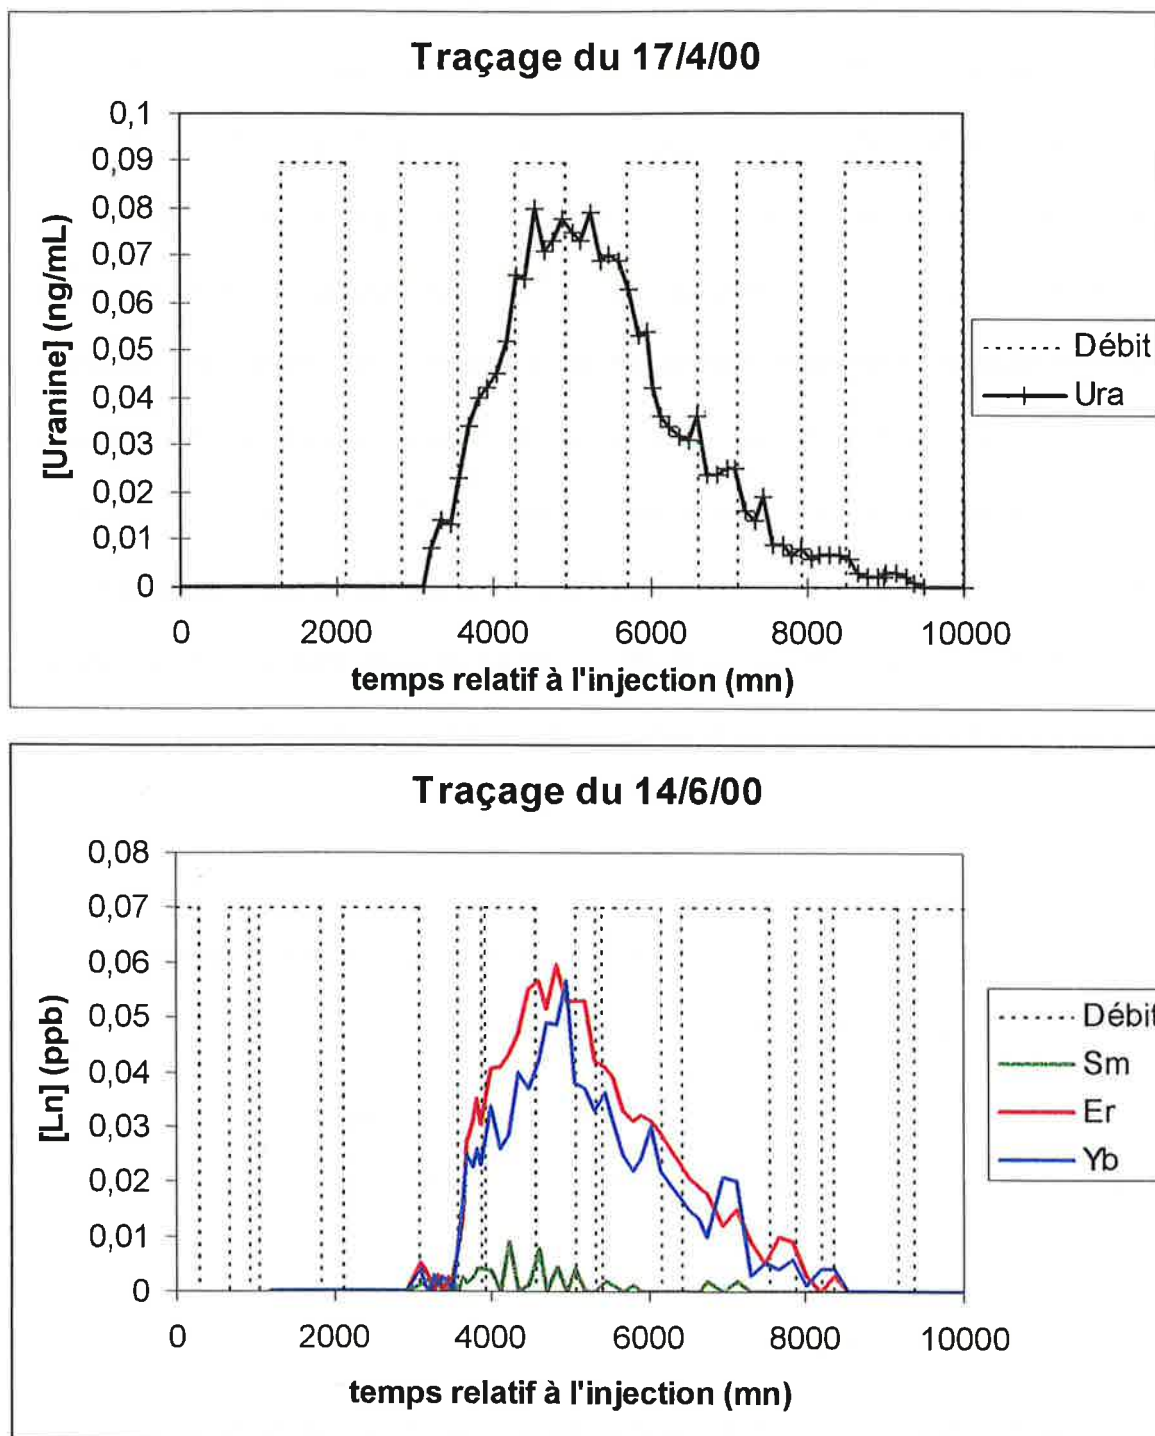 Traçage du 17/4/00
[Uranine] (ng/mL)
0,1
0,09
0,08
0,07
0,06
0,05
0,04
0,03
0,02
0,01
0
0 2000 4000 6000 8000 10000
temps relatif à l'injection (mn)
Débit
Ura
Traçage du 14/6/00
[Ln] (ppb)
0,08
0,07
0,06
0,05
0,04
0,03
0,02
0,01
0
0 2000 4000 6000 8000 10000
temps relatif à l'injection (mn)
Débit
Sm
Er
Yb